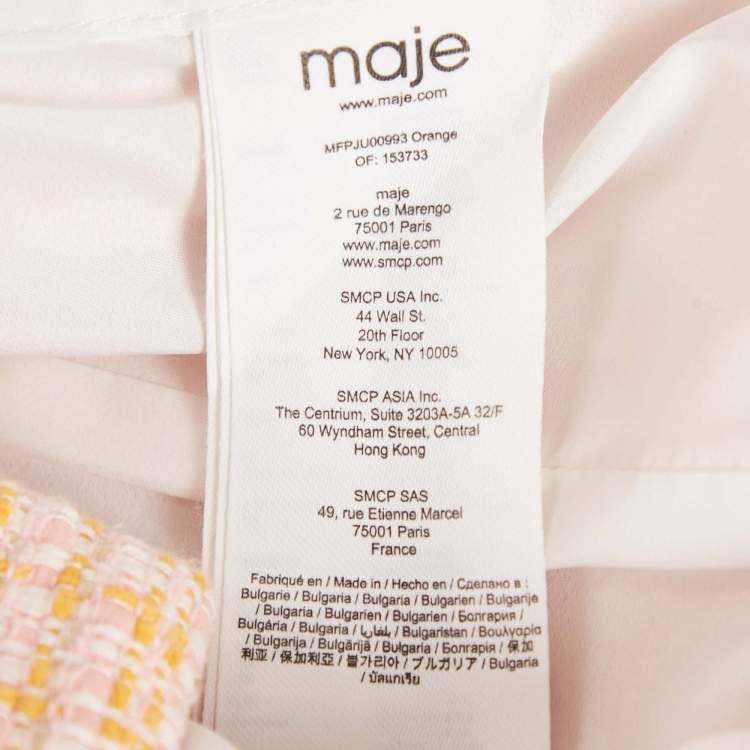 maje
www.maje.com
MFPJU00993 Orange
OF: 153733
maje
2 rue de Marengo
75001 Paris
www.maje.com
www.smcp.com
SMCP USA Inc.
44 Wall St.
20th Floor
New York, NY 10005
SMCP ASIA Inc.
The Centrium, Suite 3203A-5A 32/F
60 Wyndham Street, Central
Hong Kong
SMCP SAS
49, rue Etienne Marcel
75001 Paris
France
Fabriqué en / Made in / Hecho en / Сделано в :
Bulgarie / Bulgaria / Bulgaria / Bulgarien / Bulgarije
/ Bulgaria / Bulgarien / Bulgarien / България /
Bulgária / Bulgaria / بلغاريا / Bulgaristan / Βουλγαρία
/ Bulgarija / Bulgārijā / Bulgaria / Болгарія / 保加
利亚 / 保加利亞 / 불가리아 / ブルガリア / Bulgaria
/ บัลแกเรีย